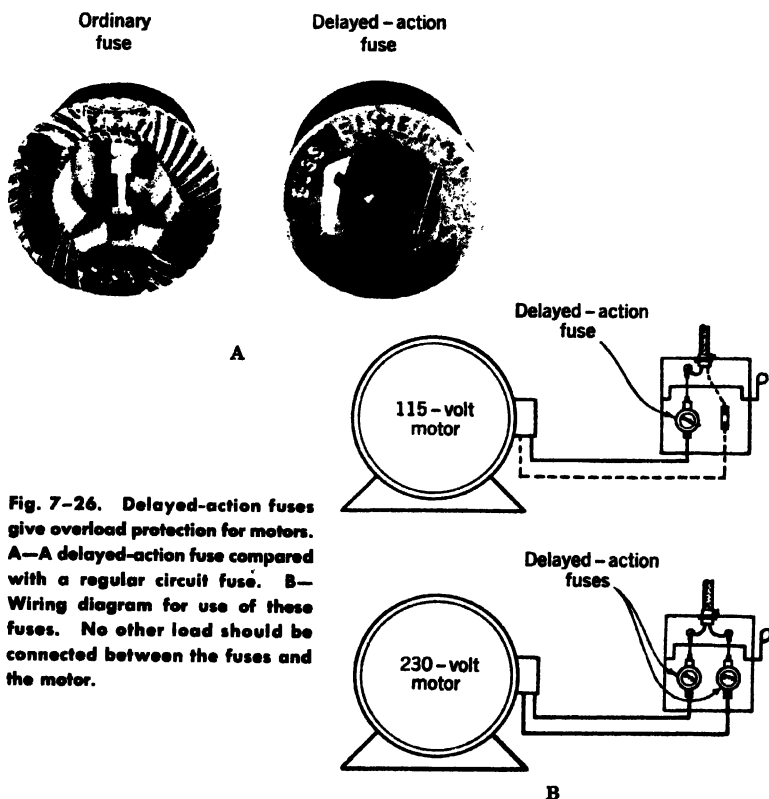 Ordinary
fuse
Delayed – action
fuse
A
Delayed – action
fuse
115 – volt
motor
Fig. 7–26. Delayed-action fuses
give overload protection for motors.
A—A delayed-action fuse compared
with a regular circuit fuse. B—
Wiring diagram for use of these
fuses. No other load should be
connected between the fuses and
the motor.
Delayed – action
fuses
230 – volt
motor
B